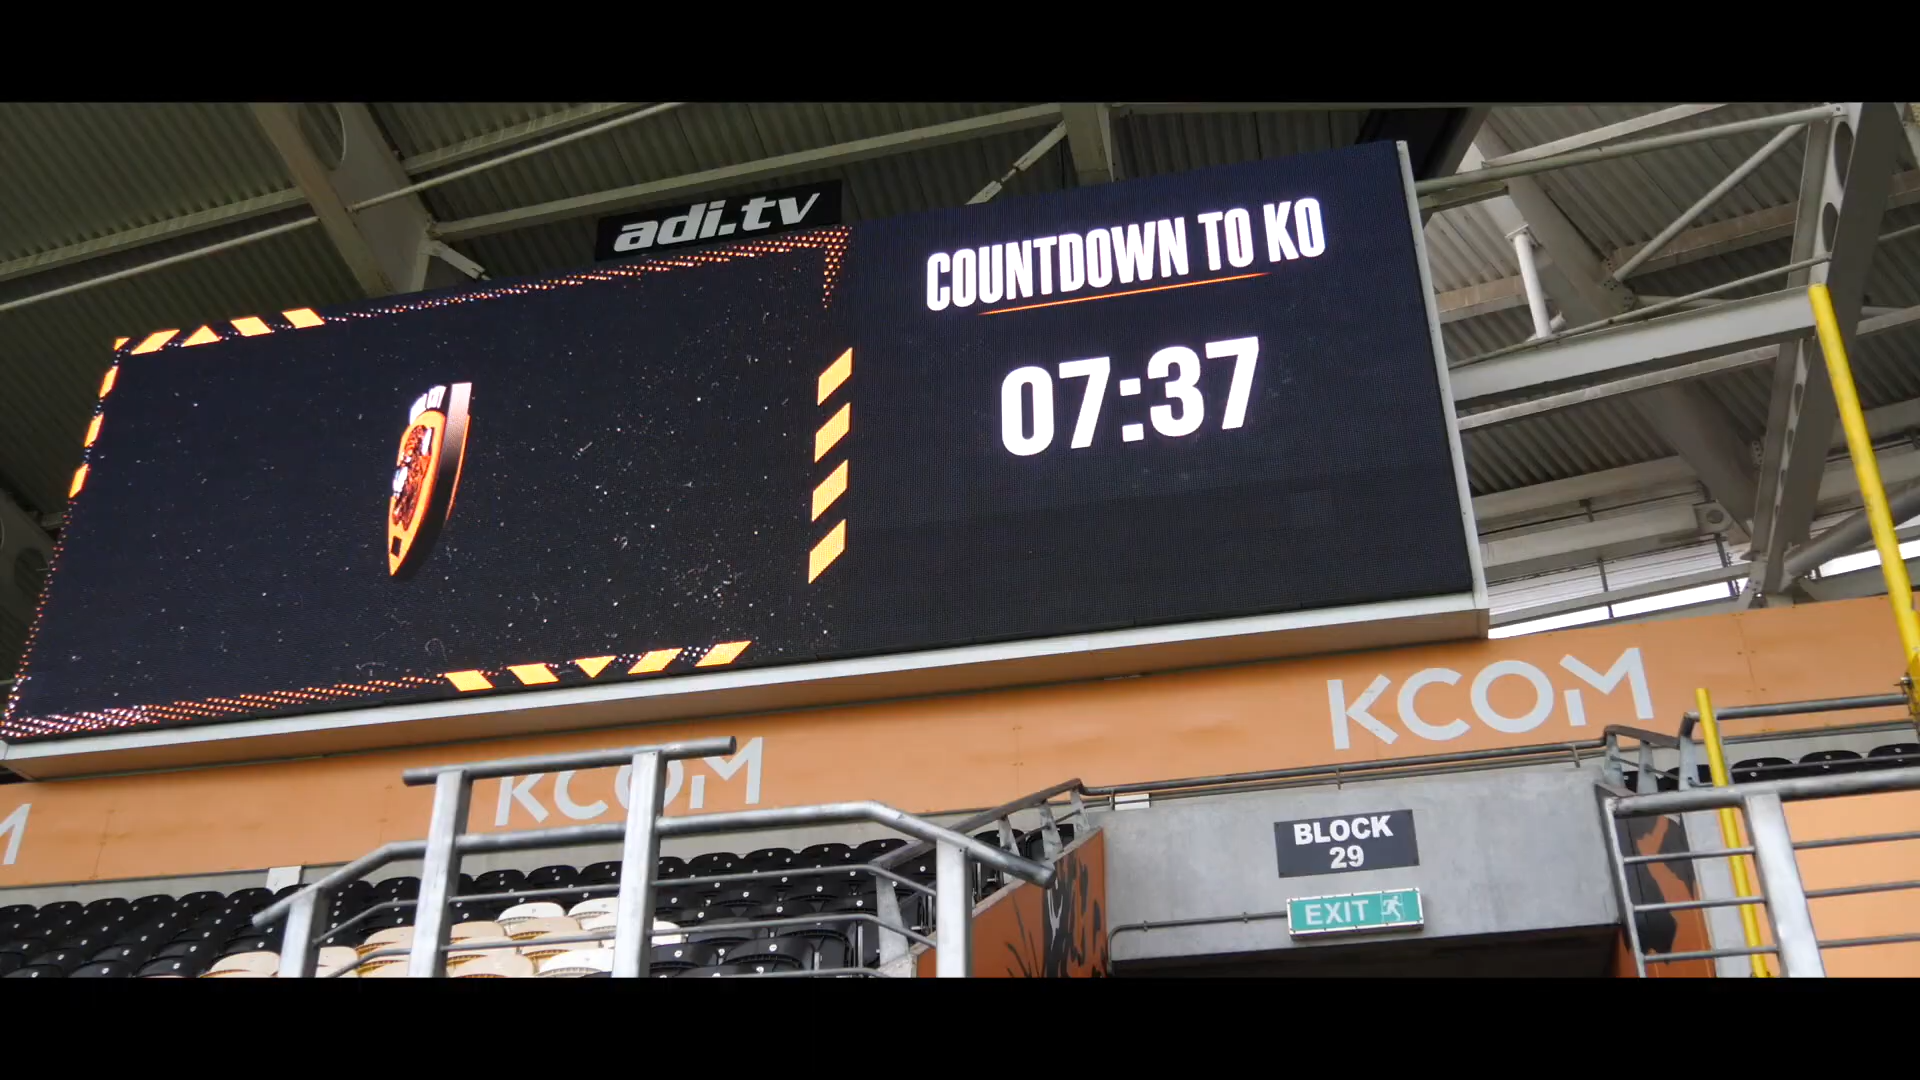 adi.tv
COUNTDOWN TO KO
07:37
KCOM
KCOM
BLOCK
29
EXIT